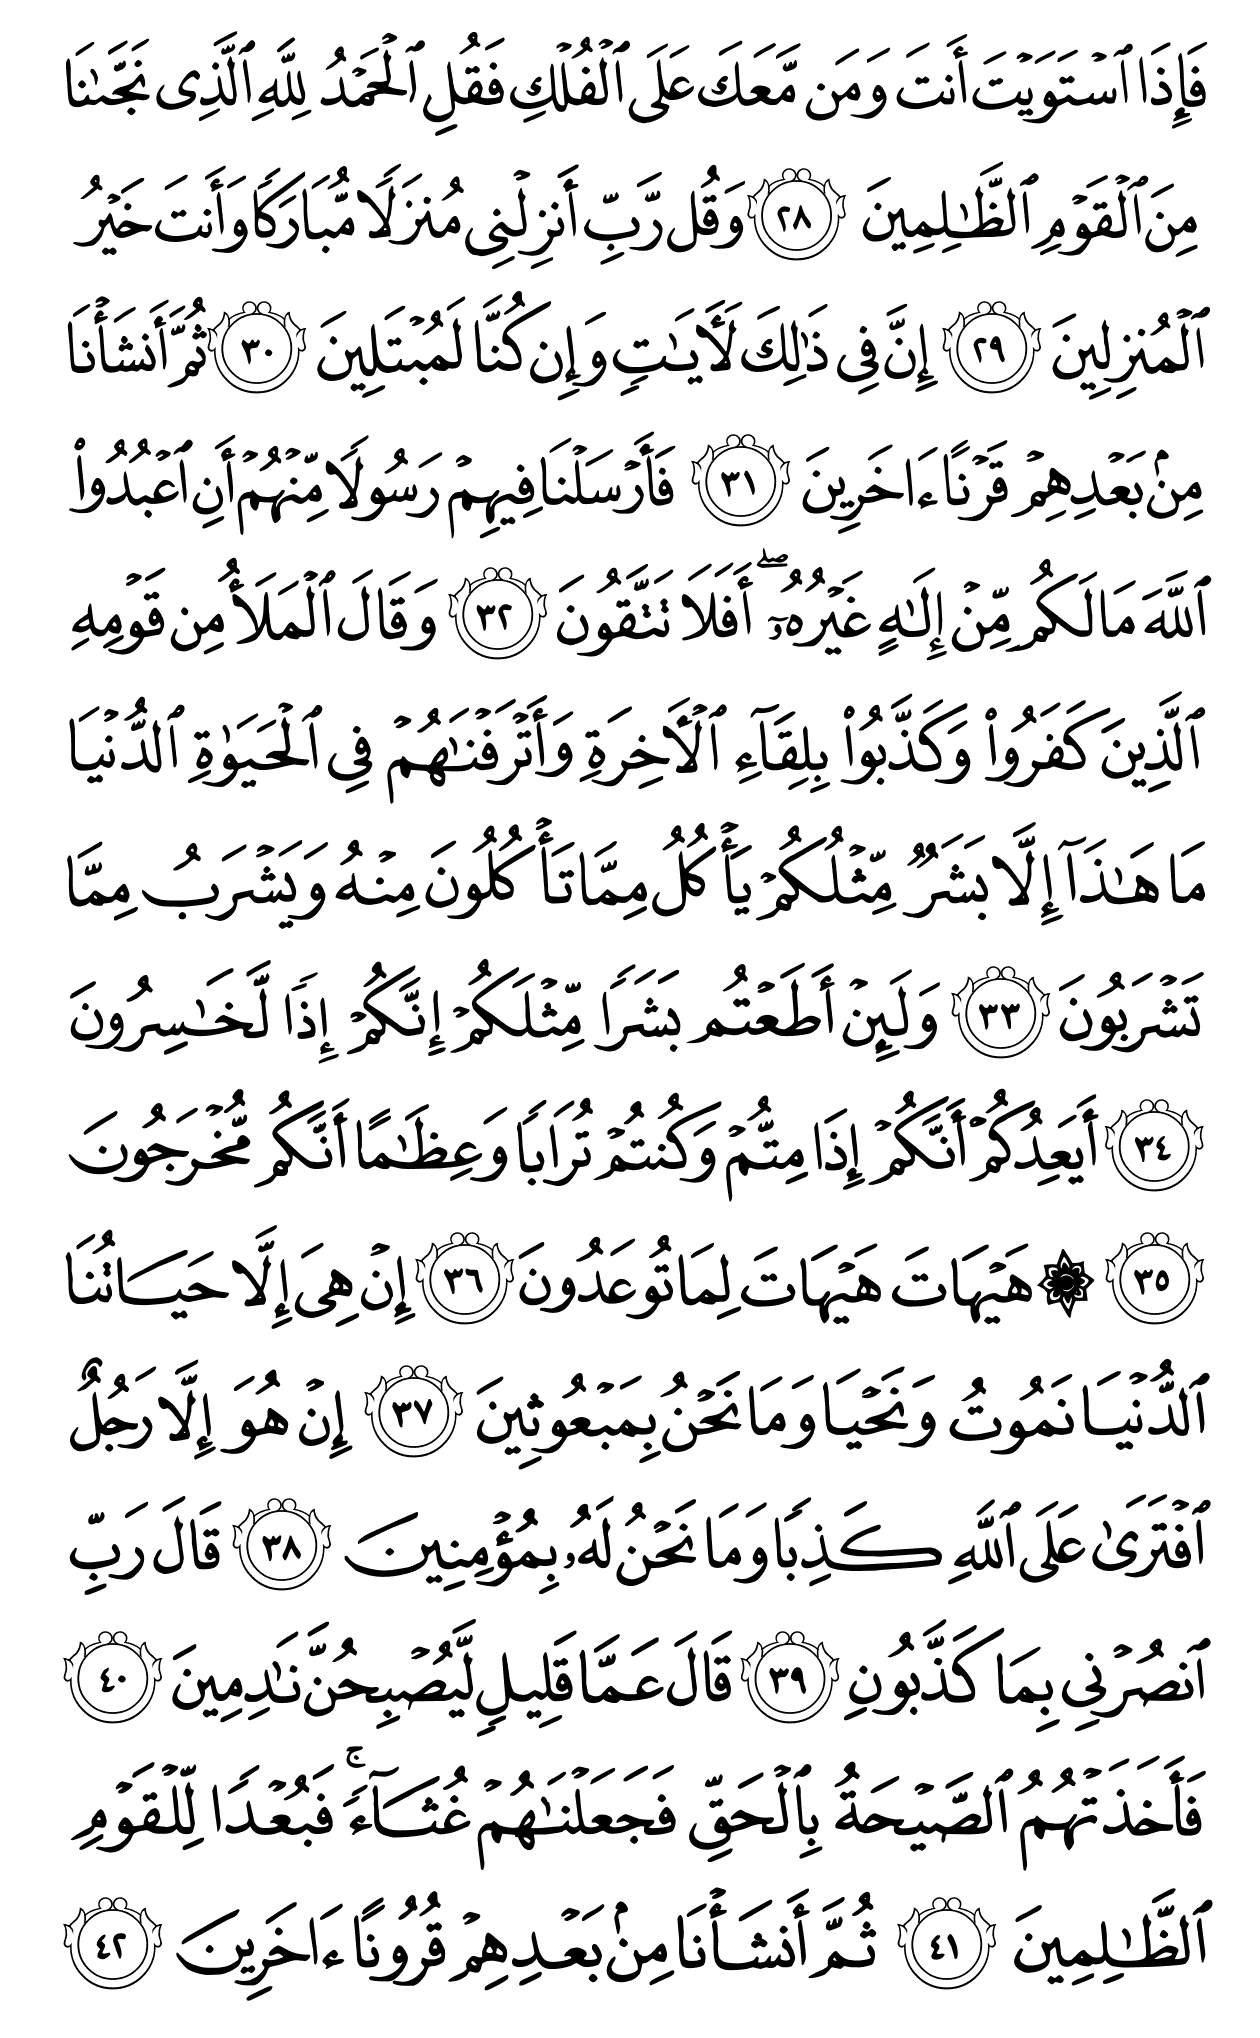 فَإِذَا ٱسۡتَوَيۡتَ أَنتَ وَمَن مَّعَكَ عَلَى ٱلۡفُلۡكِ فَقُلِ ٱلۡحَمۡدُ لِلَّهِ ٱلَّذِى نَجَّىٰنَا
مِنَ ٱلۡقَوۡمِ ٱلظَّـٰلِمِينَ ٢٨ وَقُل رَّبِّ أَنزِلۡنِى مُنزَلًا مُّبَارَكًا وَأَنتَ خَيۡرُ
ٱلۡمُنزِلِينَ ٢٩ إِنَّ فِى ذَٰلِكَ لَأَيَـٰتٍ وَإِن كُنَّا لَمُبۡتَلِينَ ٣٠ ثُمَّ أَنشَأۡنَا
مِنۢ بَعۡدِهِمۡ قَرۡنًا ءَاخَرِينَ ٣١ فَأَرۡسَلۡنَا فِيهِمۡ رَسُولًا مِّنۡهُمۡ أَنِ ٱعۡبُدُواْ
ٱللَّهَ مَا لَكُم مِّنۡ إِلَـٰهٍ غَيۡرُهُۥٓۖ أَفَلَا تَتَّقُونَ ٣٢ وَقَالَ ٱلۡمَلَأُ مِن قَوۡمِهِ
ٱلَّذِينَ كَفَرُواْ وَكَذَّبُواْ بِلِقَآءِ ٱلۡأَخِرَةِ وَأَتۡرَفۡنَـٰهُمۡ فِى ٱلۡحَيَوٰةِ ٱلدُّنۡيَا
مَا هَـٰذَآ إِلَّا بَشَرٌ مِّثۡلُكُمۡ يَأۡكُلُ مِمَّا تَأۡكُلُونَ مِنۡهُ وَيَشۡرَبُ مِمَّا
تَشۡرَبُونَ ٣٣ وَلَئِنۡ أَطَعۡتُم بَشَرًا مِّثۡلَكُمۡ إِنَّكُمۡ إِذًا لَّخَـٰسِرُونَ
٣٤ أَيَعِدُكُمۡ أَنَّكُمۡ إِذَا مِتُّمۡ وَكُنتُمۡ تُرَابًا وَعِظَـٰمًا أَنَّكُم مُّخۡرَجُونَ
٣٥ ۞ هَيۡهَاتَ هَيۡهَاتَ لِمَا تُوعَدُونَ ٣٦ إِنۡ هِىَ إِلَّا حَيَاتُنَا
ٱلدُّنۡيَا نَمُوتُ وَنَحۡيَا وَمَا نَحۡنُ بِمَبۡعُوثِينَ ٣٧ إِنۡ هُوَ إِلَّا رَجُلٌ
ٱفۡتَرَىٰ عَلَى ٱللَّهِ كَذِبًا وَمَا نَحۡنُ لَهُۥ بِمُؤۡمِنِينَ ٣٨ قَالَ رَبِّ
ٱنصُرۡنِى بِمَا كَذَّبُونِ ٣٩ قَالَ عَمَّا قَلِيلٍ لَّيُصۡبِحُنَّ نَـٰدِمِينَ ٤٠
فَأَخَذَتۡهُمُ ٱلصَّيۡحَةُ بِٱلۡحَقِّ فَجَعَلۡنَـٰهُمۡ غُثَآءًۚ فَبُعۡدًا لِّلۡقَوۡمِ
ٱلظَّـٰلِمِينَ ٤١ ثُمَّ أَنشَأۡنَا مِنۢ بَعۡدِهِمۡ قُرُونًا ءَاخَرِينَ ٤٢